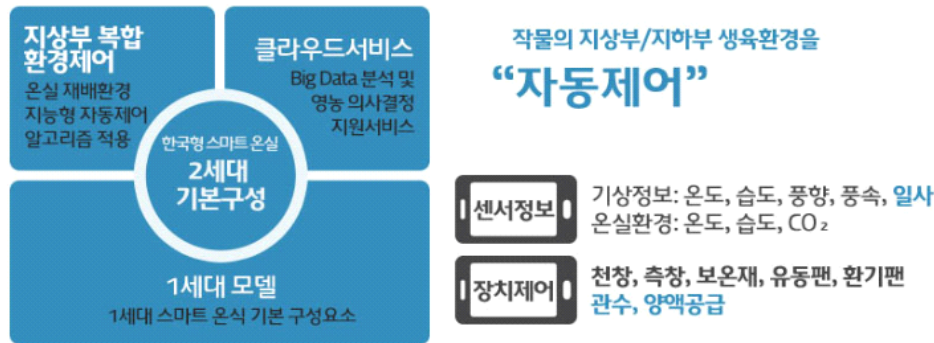 지상부 복합
환경제어
온실 재배환경
지능형 자동제어
알고리즘 적용
클라우드서비스
Big Data 분석 및
영농 의사결정
지원서비스
한국형 스마트 온실
2세대
기본구성
1세대 모델
1세대 스마트 온식 기본 구성요소
작물의 지상부/지하부 생육환경을
“자동제어”
센서정보
기상정보: 온도, 습도, 풍향, 풍속, 일사
온실환경: 온도, 습도, CO₂
장치제어
천창, 측창, 보온재, 유동팬, 환기팬
관수, 양액공급